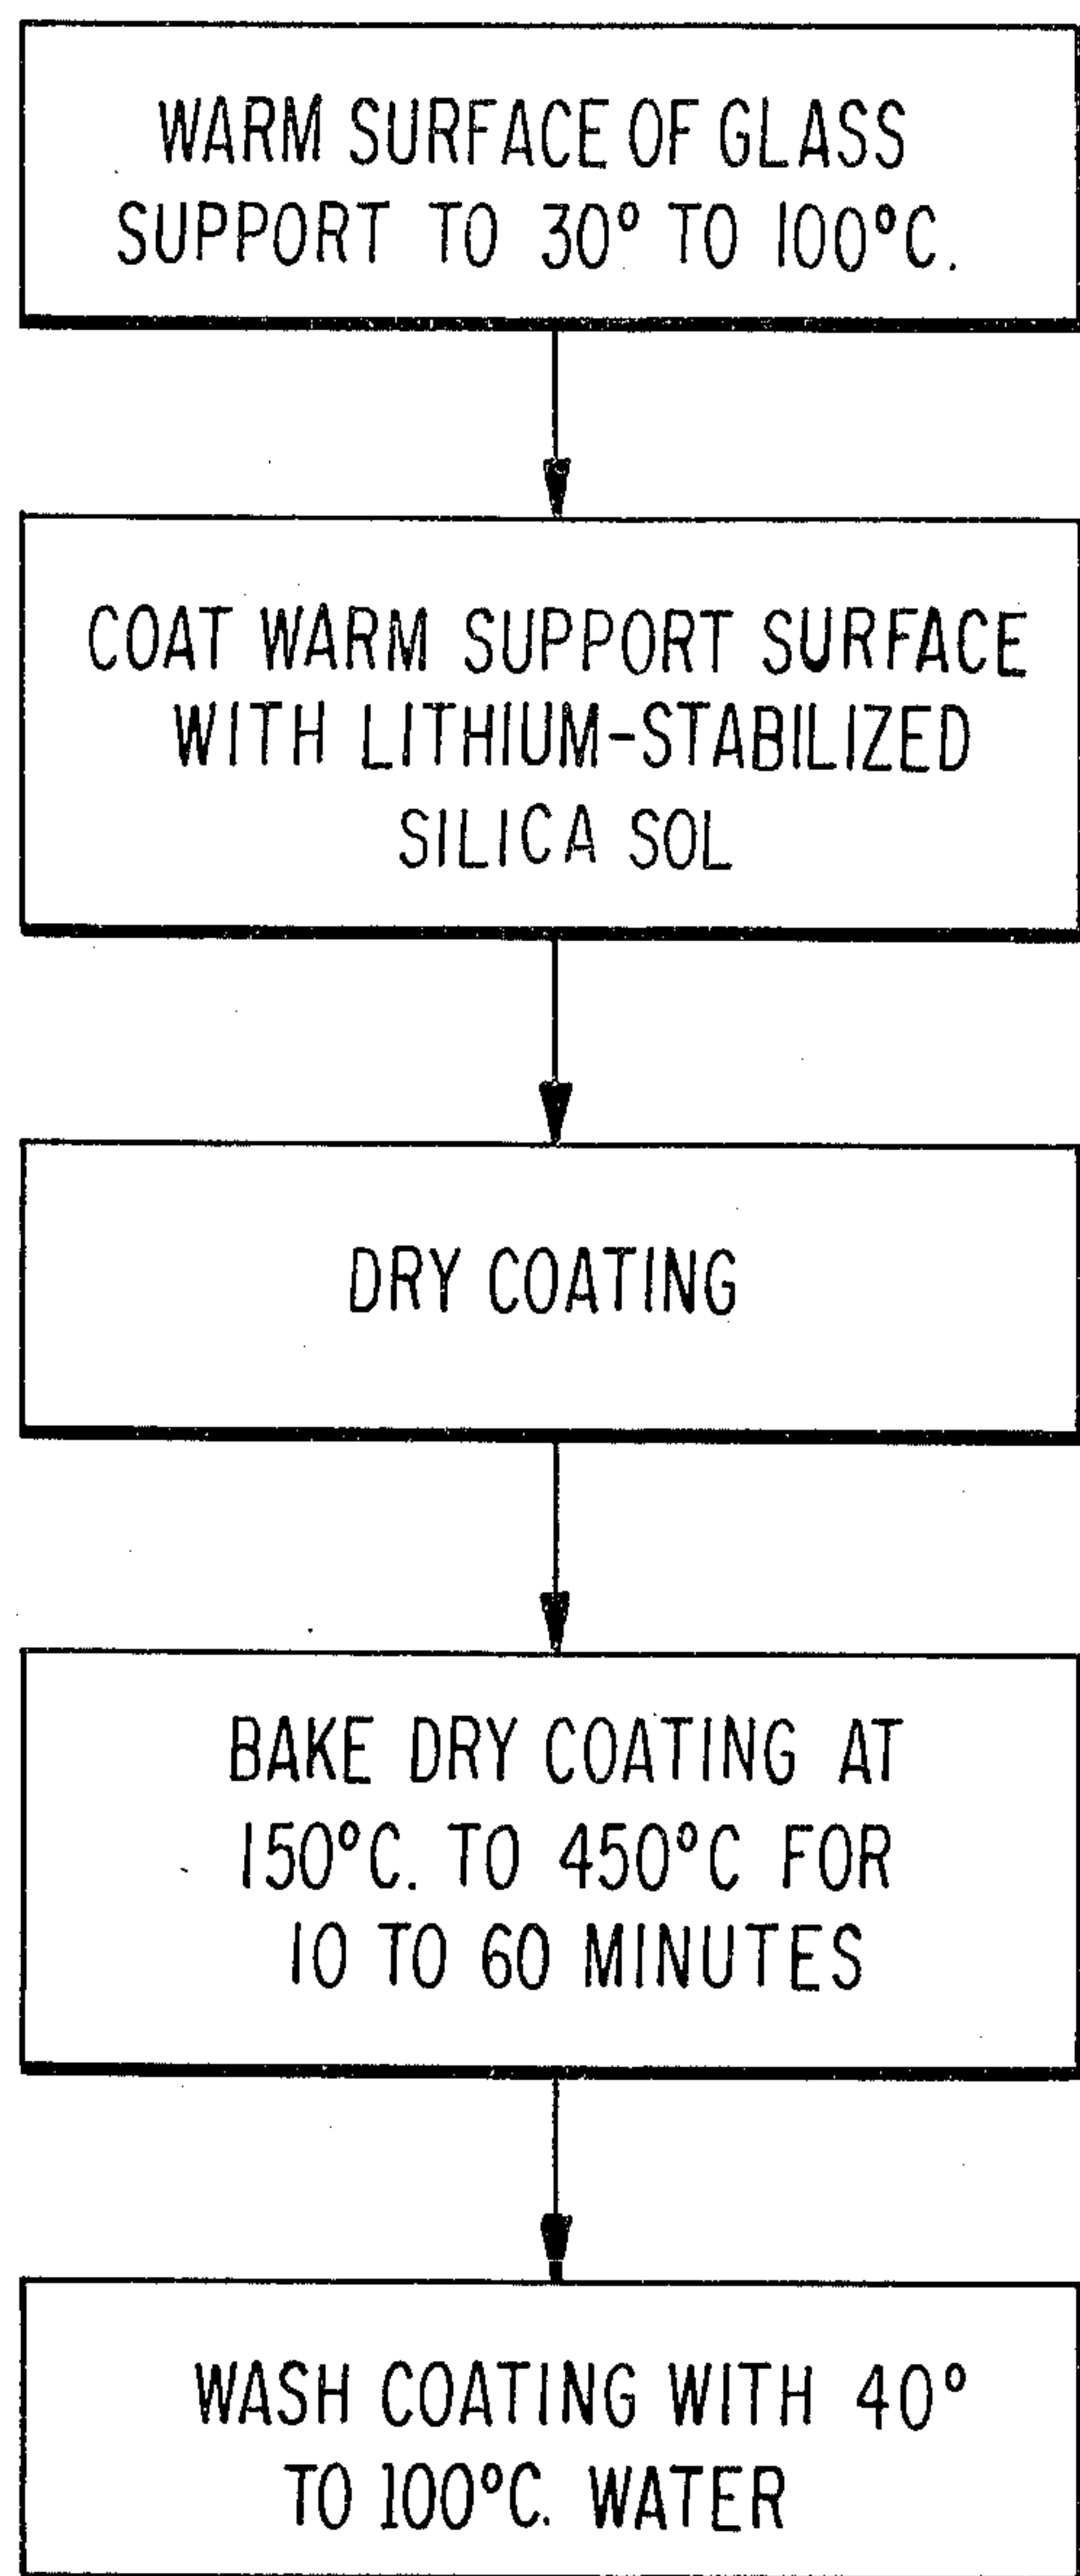 WARM SURFACE OF GLASS
SUPPORT TO 30° TO 100°C.
COAT WARM SUPPORT SURFACE
WITH LITHIUM-STABILIZED
SILICA SOL
DRY COATING
BAKE DRY COATING AT
150°C. TO 450°C FOR
10 TO 60 MINUTES
WASH COATING WITH 40°
TO 100°C. WATER